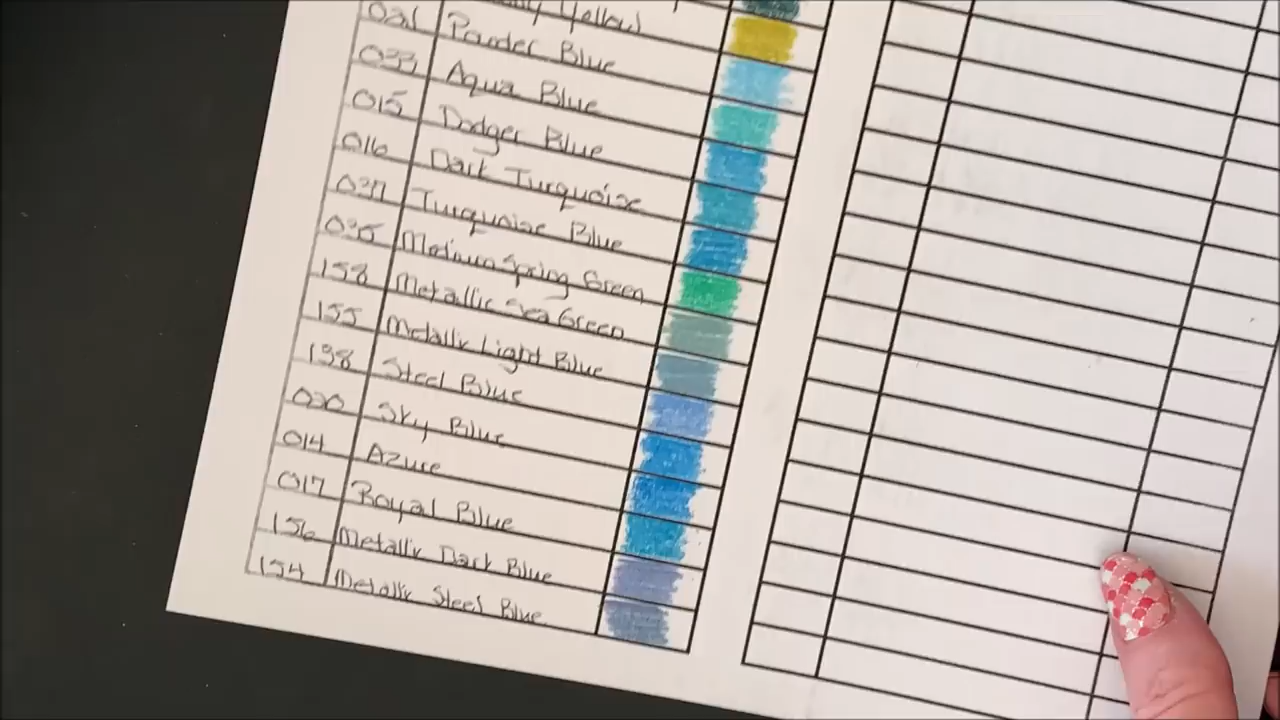 Yellow
021 Powder Blue
033 Aqua Blue
015 Dodger Blue
016 Dark Turquoise
037 Turquoise Blue
035 Medium Spring Green
158 Metallic Sea Green
155 Metallic Light Blue
138 Steel Blue
020 Sky Blue
014 Azure
017 Royal Blue
156 Metallic Dark Blue
154 Metallic Steel Blue